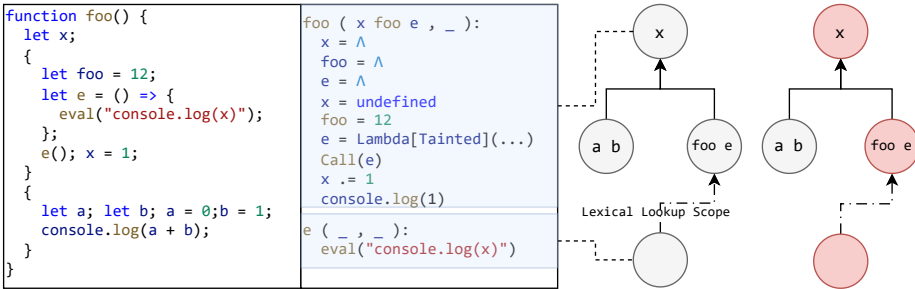 function foo() {
let x;
{
let foo = 12;
let e = () => {
eval("console.log(x)");
};
e(); x = 1;
}
{
let a; let b; a = 0;b = 1;
console.log(a + b);
}
}
foo ( x foo e , _ ):
x = Λ
foo = Λ
e = Λ
x = undefined
foo = 12
e = Lambda[Tainted](...)
Call(e)
x .= 1
console.log(1)
e ( _ , _ ):
eval("console.log(x)")
x
a b
foo e
Lexical Lookup Scope
x
a b
foo e